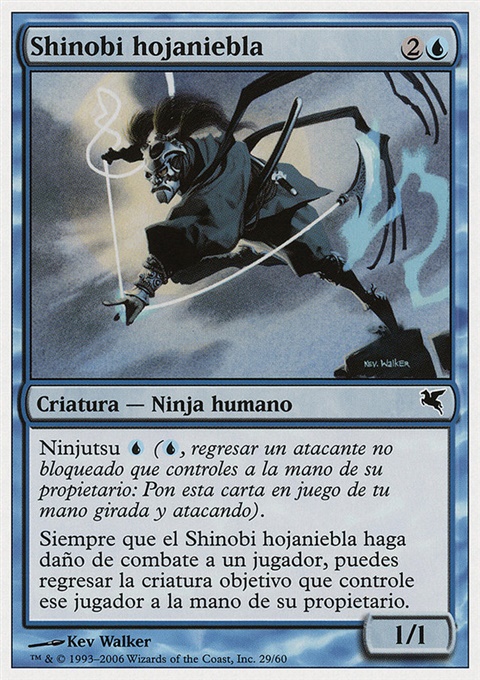 Shinobi hojaniebla 2
NEV. WALKER
Criatura — Ninja humano
Ninjutsu (, regresar un atacante no
bloqueado que controles a la mano de su
propietario: Pon esta carta en juego de tu
mano girada y atacando).
Siempre que el Shinobi hojaniebla haga
daño de combate a un jugador, puedes
regresar la criatura objetivo que controle
ese jugador a la mano de su propietario.
Kev Walker
1/1
™ & © 1993–2006 Wizards of the Coast, Inc. 29/60